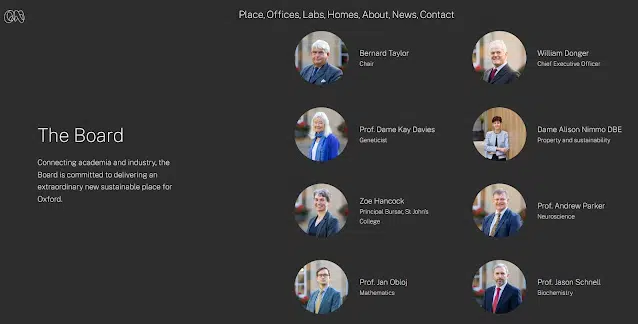 Place, Offices, Labs, Homes, About, News, Contact
The Board
Connecting academia and industry, the
Board is committed to delivering an
extraordinary new sustainable place for
Oxford.
Bernard Taylor
Chair
William Donger
Chief Executive Officer
Prof. Dame Kay Davies
Geneticist
Dame Alison Nimmo DBE
Property and sustainability
Zoe Hancock
Principal Bursar, St John's
College
Prof. Andrew Parker
Neuroscience
Prof. Jan Obloj
Mathematics
Prof. Jason Schnell
Biochemistry